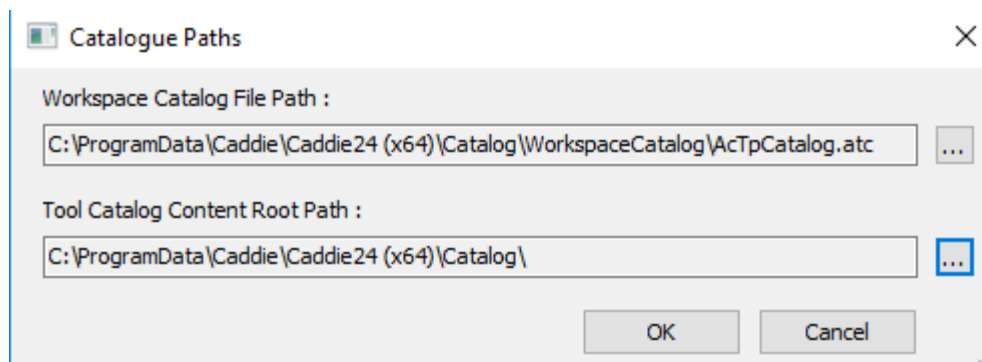 Catalogue Paths
Workspace Catalog File Path :
C:\ProgramData\Caddie\Caddie24 (x64)\Catalog\WorkspaceCatalog\AcTpCatalog.atc
...
Tool Catalog Content Root Path :
C:\ProgramData\Caddie\Caddie24 (x64)\Catalog\
...
OK Cancel